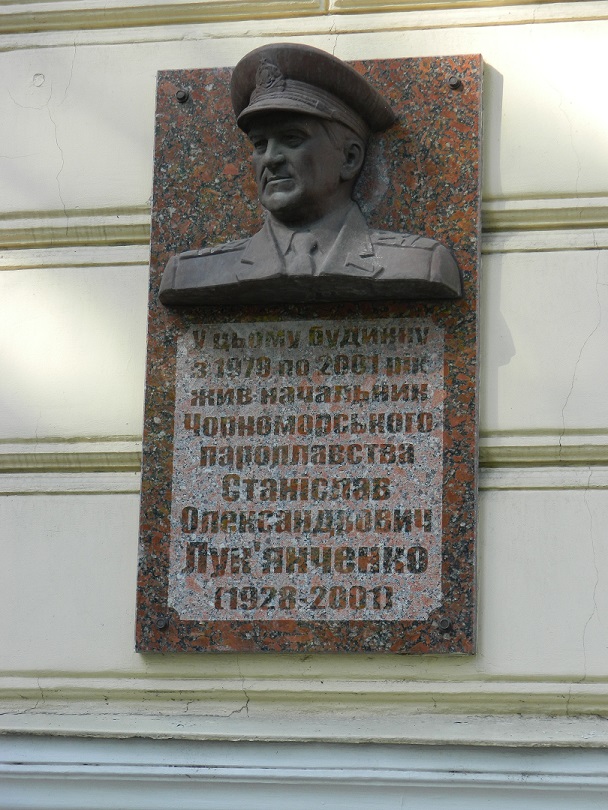 У цьому будинку
з 1979 по 2001 рік
жив начальник
Чорноморського
пароплавства
Станіслав
Олександрович
Лук'янченко
(1928-2001)